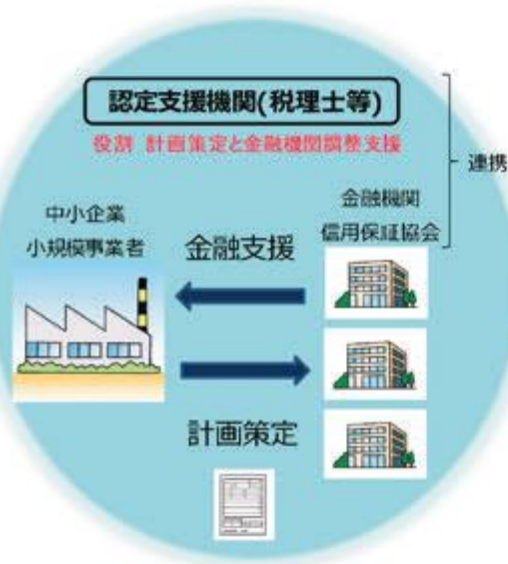 認定支援機関(税理士等)
役割 計画策定と金融機関調整支援
連携
中小企業
小規模事業者
金融支援
金融機関
信用保証協会
計画策定